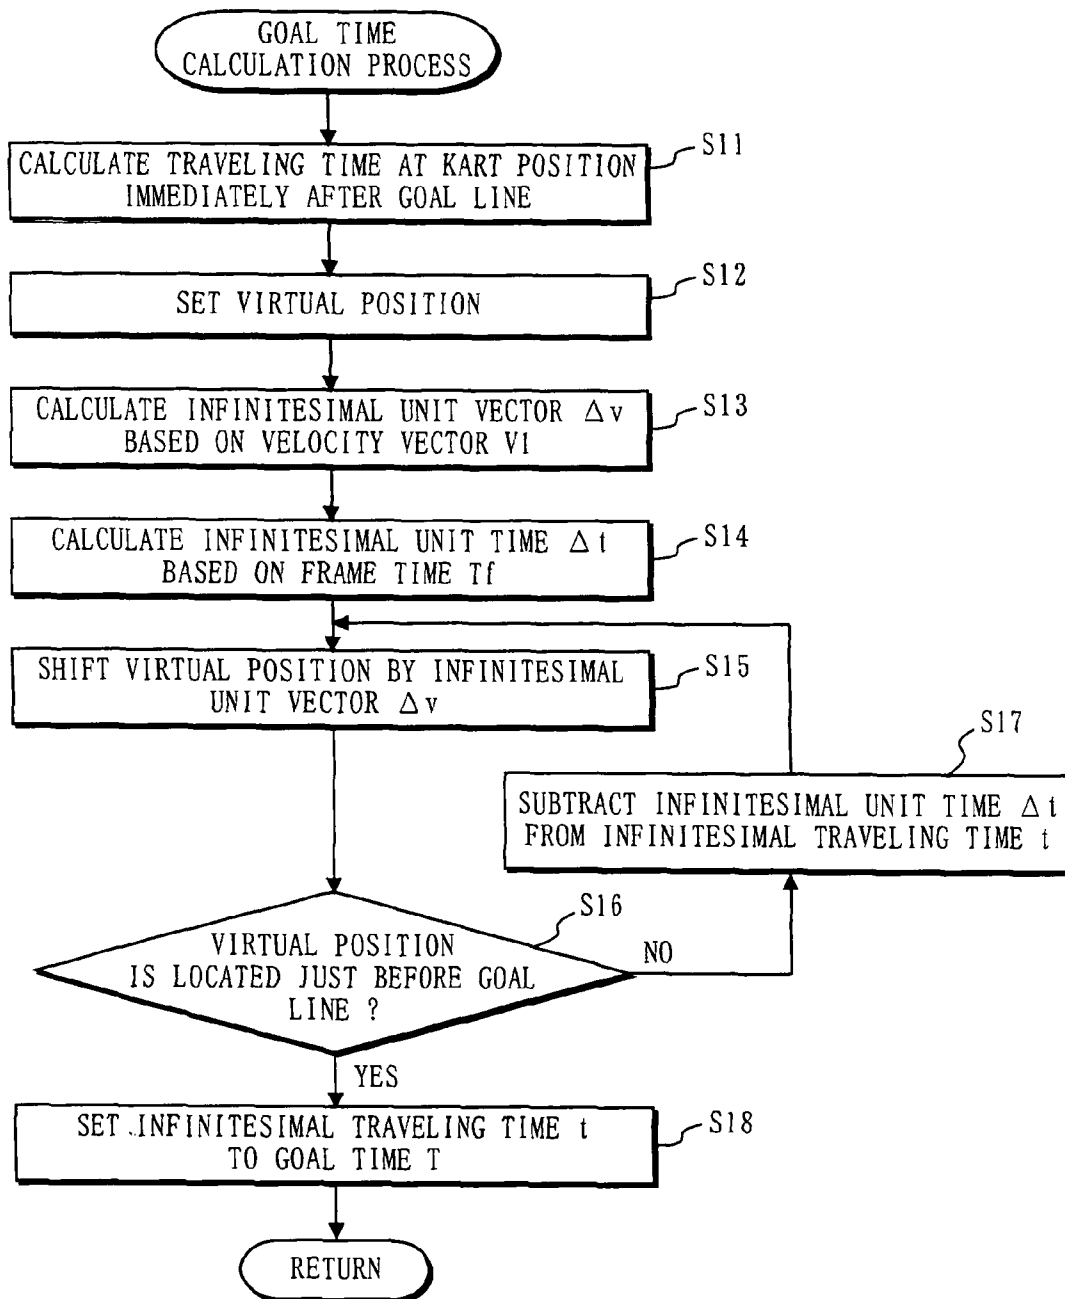 GOAL TIME
CALCULATION PROCESS
S11
CALCULATE TRAVELING TIME AT KART POSITION
IMMEDIATELY AFTER GOAL LINE
S12
SET VIRTUAL POSITION
S13
CALCULATE INFINITESIMAL UNIT VECTOR Δv
BASED ON VELOCITY VECTOR V1
S14
CALCULATE INFINITESIMAL UNIT TIME Δt
BASED ON FRAME TIME Tf
S15
SHIFT VIRTUAL POSITION BY INFINITESIMAL
UNIT VECTOR Δv
S17
SUBTRACT INFINITESIMAL UNIT TIME Δt
FROM INFINITESIMAL TRAVELING TIME t
S16
VIRTUAL POSITION
IS LOCATED JUST BEFORE GOAL
LINE ?
NO
YES
S18
SET INFINITESIMAL TRAVELING TIME t
TO GOAL TIME T
RETURN